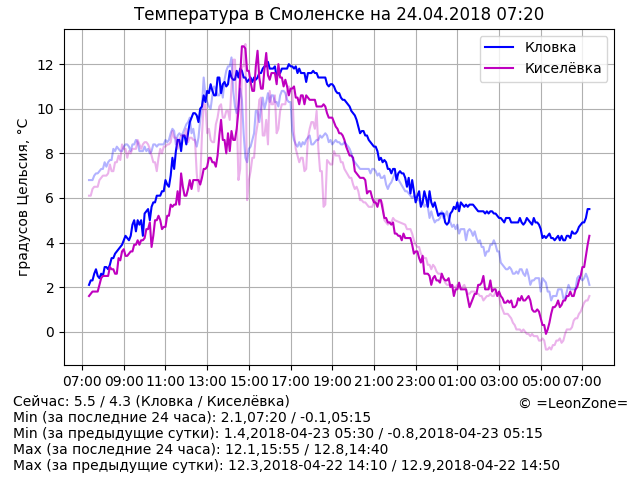 Температура в Смоленске на 24.04.2018 07:20
Кловка
Киселёвка
градусов Цельсия, °C
12
10
8
6
4
2
0
07:00 09:00 11:00 13:00 15:00 17:00 19:00 21:00 23:00 01:00 03:00 05:00 07:00
Сейчас: 5.5 / 4.3 (Кловка / Киселёвка)
© =LeonZone=
Min (за последние 24 часа): 2.1,07:20 / -0.1,05:15
Min (за предыдущие сутки): 1.4,2018-04-23 05:30 / -0.8,2018-04-23 05:15
Max (за последние 24 часа): 12.1,15:55 / 12.8,14:40
Max (за предыдущие сутки): 12.3,2018-04-22 14:10 / 12.9,2018-04-22 14:50